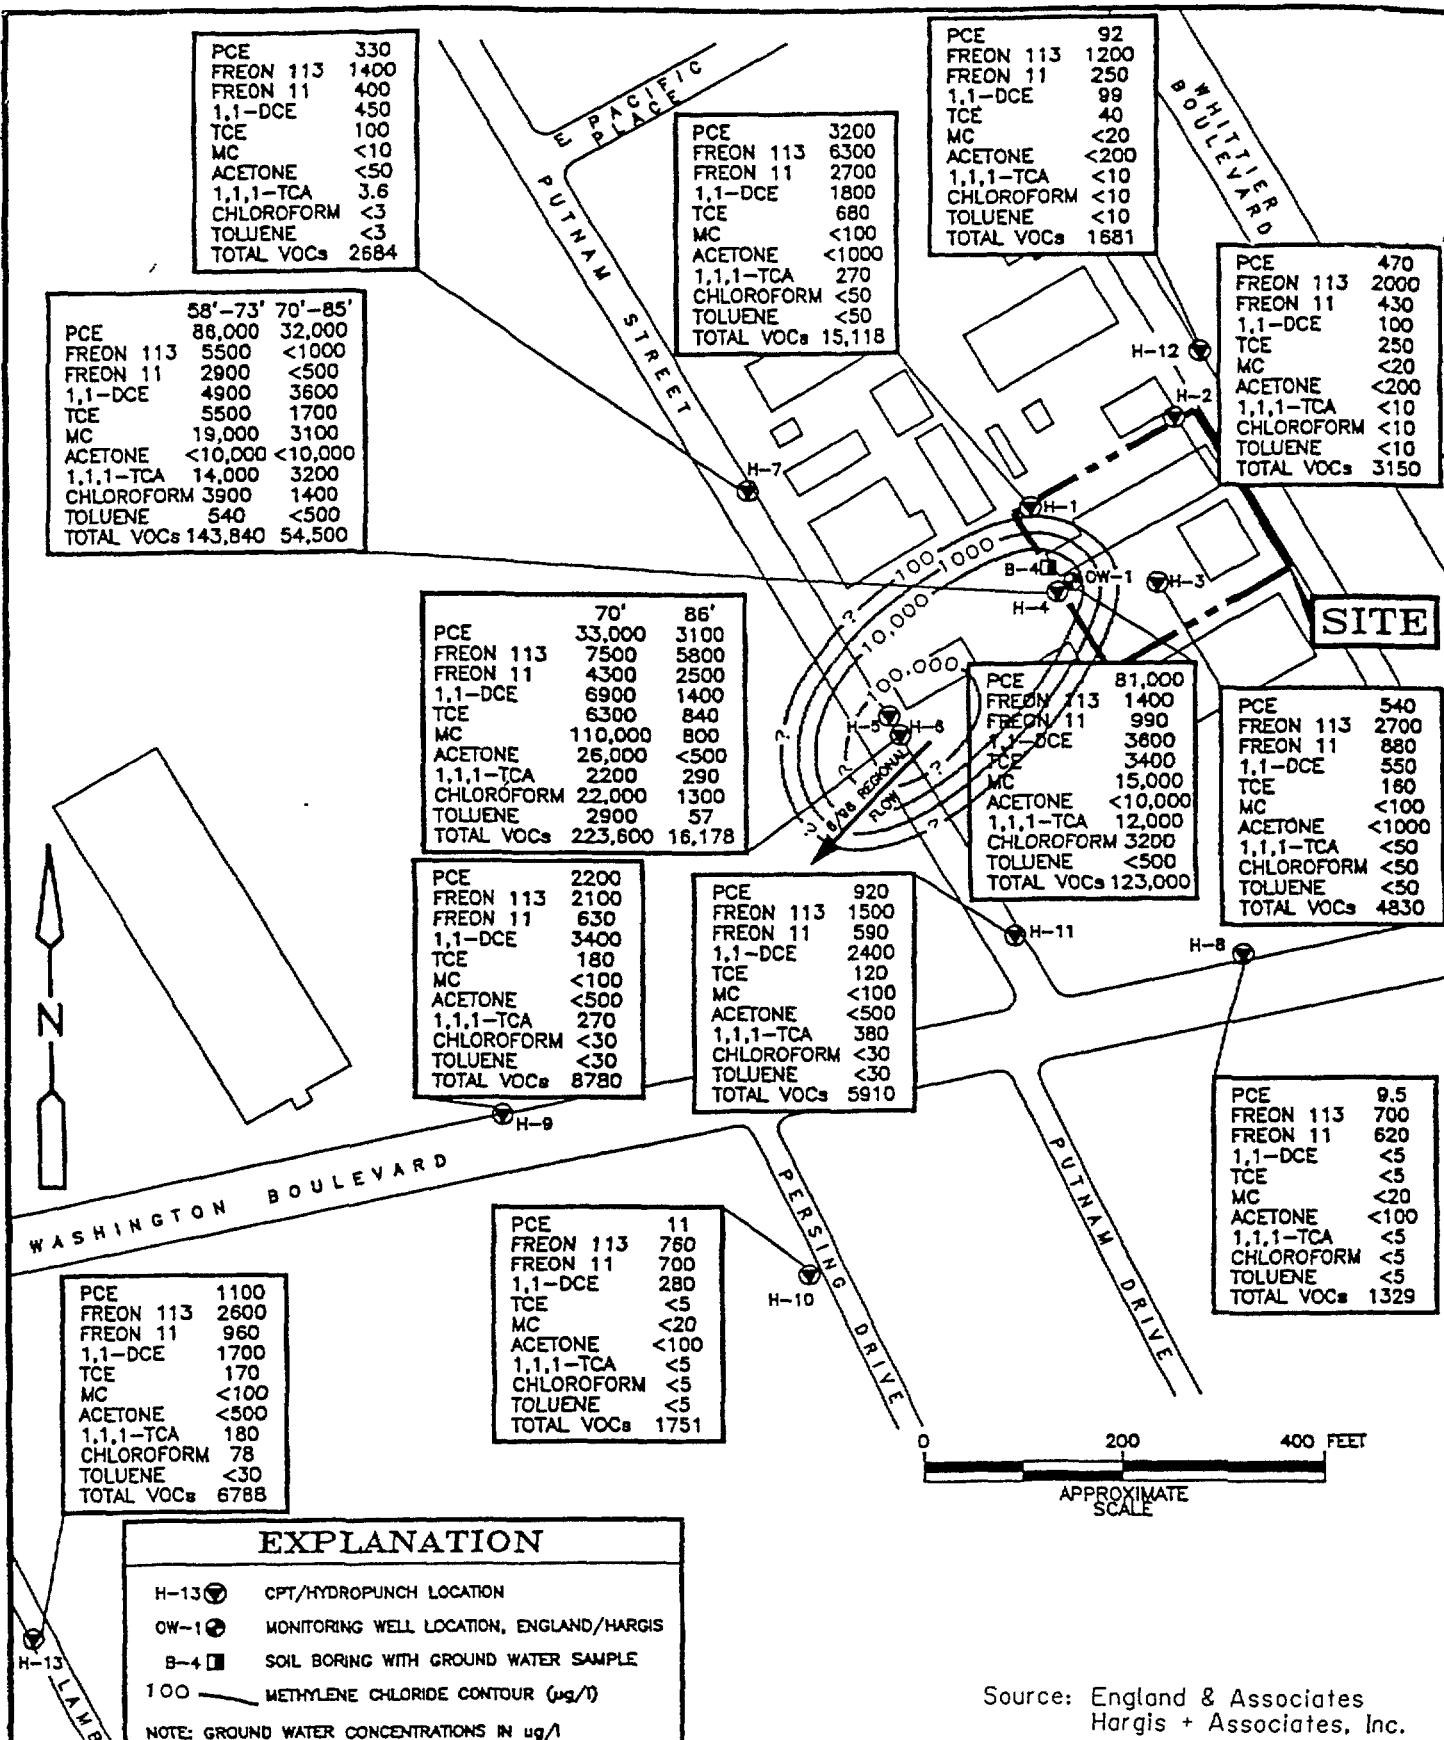 PCE 330
FREON 113 1400
FREON 11 400
1,1-DCE 450
TCE 100
MC <10
ACETONE <50
1,1,1-TCA 3.6
CHLOROFORM <3
TOLUENE <3
TOTAL VOCs 2684
E PACIFIC
PLACE
PCE 92
FREON 113 1200
FREON 11 250
1,1-DCE 99
TCE 40
MC <20
ACETONE <200
1,1,1-TCA <10
CHLOROFORM <10
TOLUENE <10
TOTAL VOCs 1681
WHITTIER
BOULEVARD
PCE 3200
FREON 113 6300
FREON 11 2700
1,1-DCE 1800
TCE 680
MC <100
ACETONE <1000
1,1,1-TCA 270
CHLOROFORM <50
TOLUENE <50
TOTAL VOCs 15,118
PUTNAM STREET
PCE 470
FREON 113 2000
FREON 11 430
1,1-DCE 100
TCE 250
MC <20
ACETONE <200
1,1,1-TCA <10
CHLOROFORM <10
TOLUENE <10
TOTAL VOCs 3150
58'-73' 70'-85'
PCE 86,000 32,000
FREON 113 5500 <1000
FREON 11 2900 <500
1,1-DCE 4900 3600
TCE 5500 1700
MC 19,000 3100
ACETONE <10,000 <10,000
1,1,1-TCA 14,000 3200
CHLOROFORM 3900 1400
TOLUENE 540 <500
TOTAL VOCs 143,840 54,500
H-12
H-2
H-7
H-1
B-4
OW-1
H-3
H-4
100
1000
10,000
100,000
?
?
?
?
?
?
?
SITE
70' 86'
PCE 33,000 3100
FREON 113 7500 5800
FREON 11 4300 2500
1,1-DCE 6900 1400
TCE 6300 840
MC 110,000 800
ACETONE 26,000 <500
1,1,1-TCA 2200 290
CHLOROFORM 22,000 1300
TOLUENE 2900 57
TOTAL VOCs 223,600 16,178
H-5
H-6
6/98 REGIONAL
FLOW
PCE 81,000
FREON 113 1400
FREON 11 990
1,1-DCE 3600
TCE 3400
MC 15,000
ACETONE <10,000
1,1,1-TCA 12,000
CHLOROFORM 3200
TOLUENE <500
TOTAL VOCs 123,000
PCE 540
FREON 113 2700
FREON 11 880
1,1-DCE 550
TCE 160
MC <100
ACETONE <1000
1,1,1-TCA <50
CHLOROFORM <50
TOLUENE <50
TOTAL VOCs 4830
N
PCE 2200
FREON 113 2100
FREON 11 630
1,1-DCE 3400
TCE 180
MC <100
ACETONE <500
1,1,1-TCA 270
CHLOROFORM <30
TOLUENE <30
TOTAL VOCs 8780
PCE 920
FREON 113 1500
FREON 11 590
1,1-DCE 2400
TCE 120
MC <100
ACETONE <500
1,1,1-TCA 380
CHLOROFORM <30
TOLUENE <30
TOTAL VOCs 5910
H-11
H-8
H-9
WASHINGTON BOULEVARD
PERSING DRIVE
PUTNAM DRIVE
PCE 9.5
FREON 113 700
FREON 11 620
1,1-DCE <5
TCE <5
MC <20
ACETONE <100
1,1,1-TCA <5
CHLOROFORM <5
TOLUENE <5
TOTAL VOCs 1329
PCE 11
FREON 113 760
FREON 11 700
1,1-DCE 280
TCE <5
MC <20
ACETONE <100
1,1,1-TCA <5
CHLOROFORM <5
TOLUENE <5
TOTAL VOCs 1751
H-10
PCE 1100
FREON 113 2600
FREON 11 960
1,1-DCE 1700
TCE 170
MC <100
ACETONE <500
1,1,1-TCA 180
CHLOROFORM 78
TOLUENE <30
TOTAL VOCs 6788
0 200 400 FEET
APPROXIMATE
SCALE
EXPLANATION
H-13 CPT/HYDROPUNCH LOCATION
OW-1 MONITORING WELL LOCATION, ENGLAND/HARGIS
B-4 SOIL BORING WITH GROUND WATER SAMPLE
100 METHYLENE CHLORIDE CONTOUR (µg/l)
NOTE: GROUND WATER CONCENTRATIONS IN ug/l
H-13
LAMB
Source: England & Associates
Hargis + Associates, Inc.